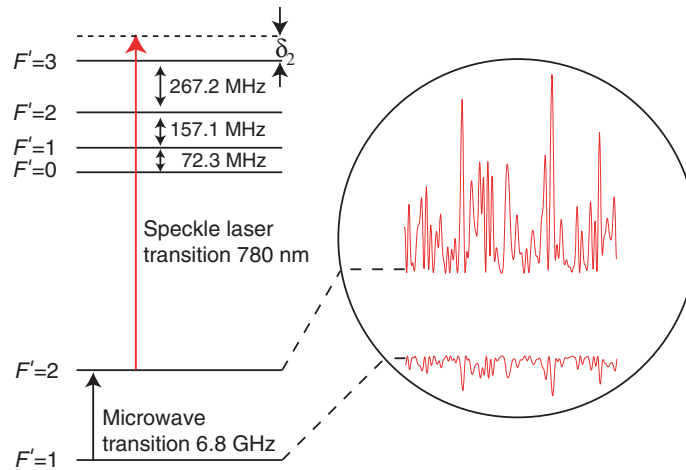 δ2
F'=3
267.2 MHz
F'=2
157.1 MHz
F'=1
72.3 MHz
F'=0
Speckle laser
transition 780 nm
F'=2
Microwave
transition 6.8 GHz
F'=1